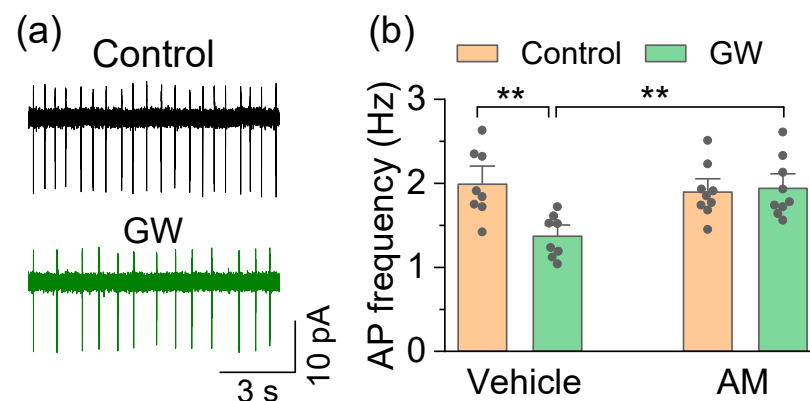 (a)
Control
GW
10 pA
3 s
(b)
Control GW
** **
AP frequency (Hz)
3
2
1
0
Vehicle AM